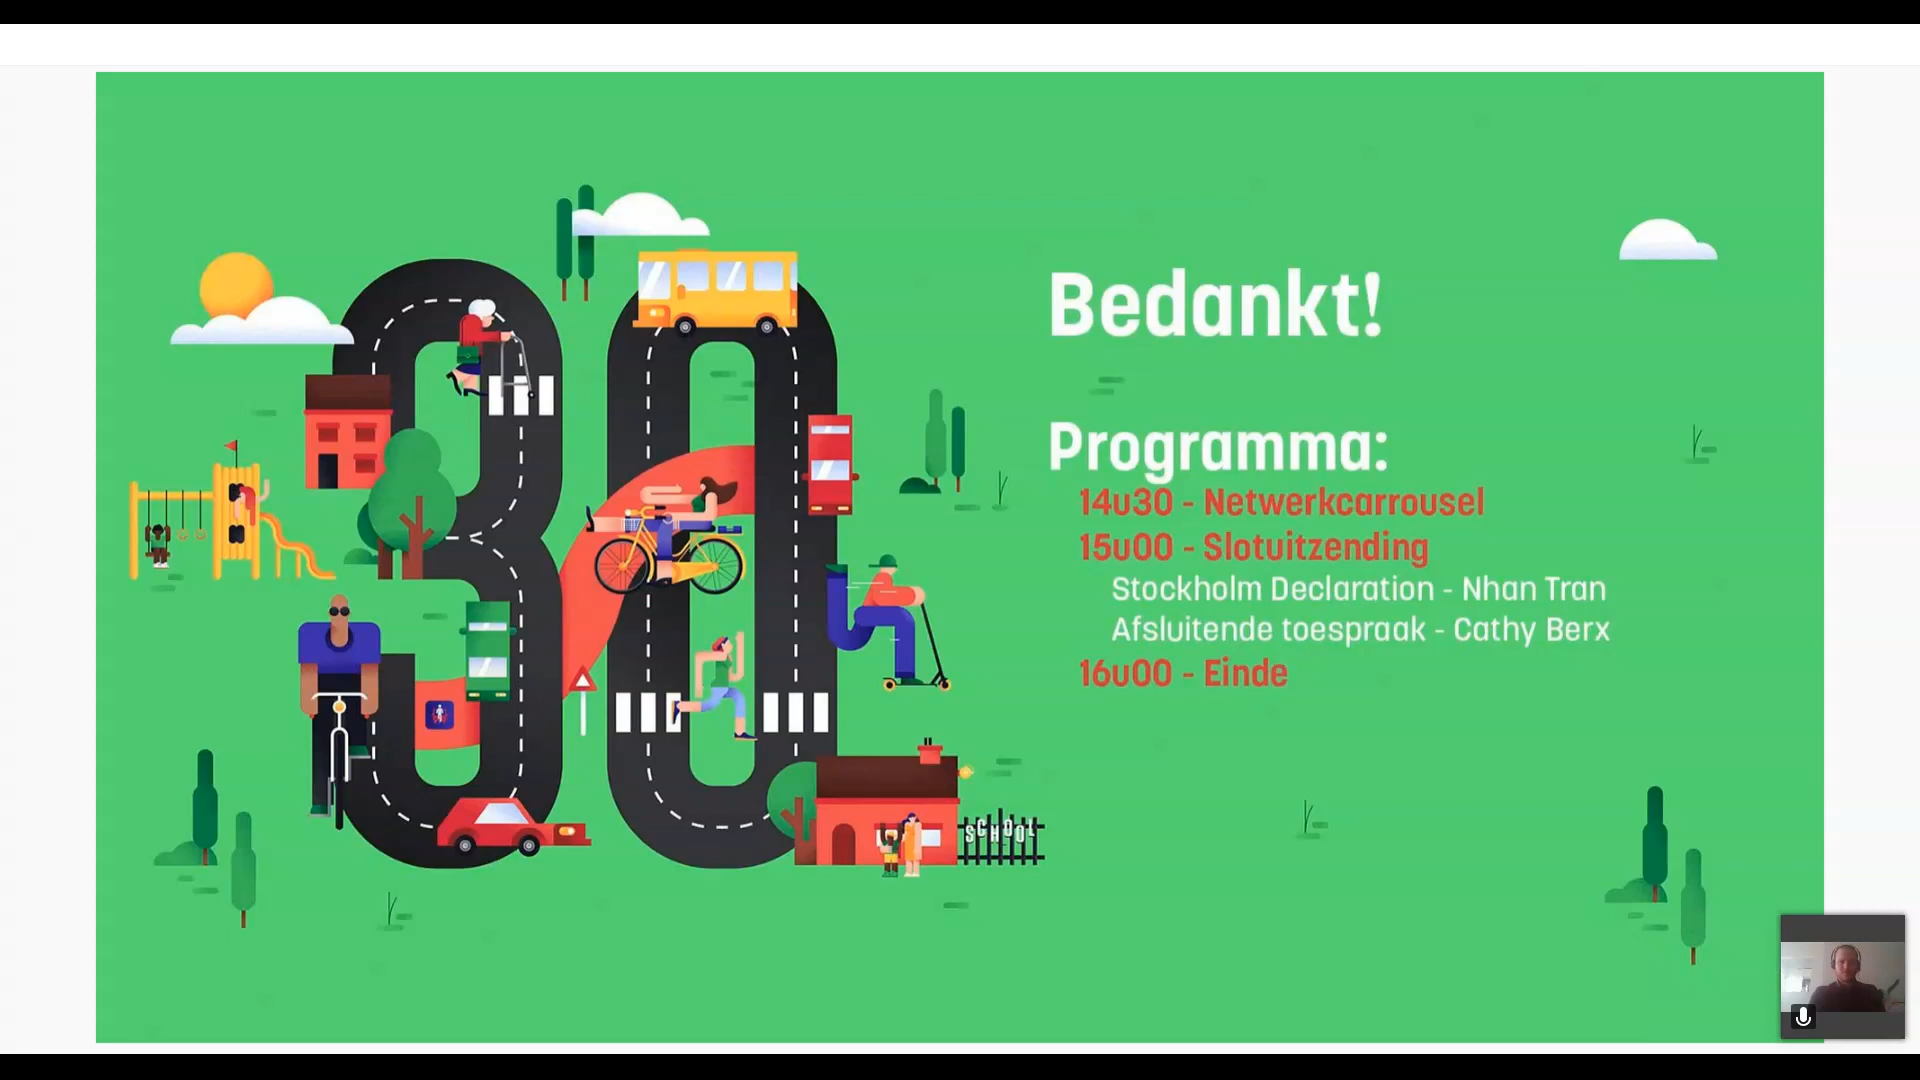 Bedankt!
Programma:
14u30 - Netwerkcarrousel
15u00 - Slotuitzending
Stockholm Declaration - Nhan Tran
Afsluitende toespraak - Cathy Berx
16u00 - Einde
SCHOOL